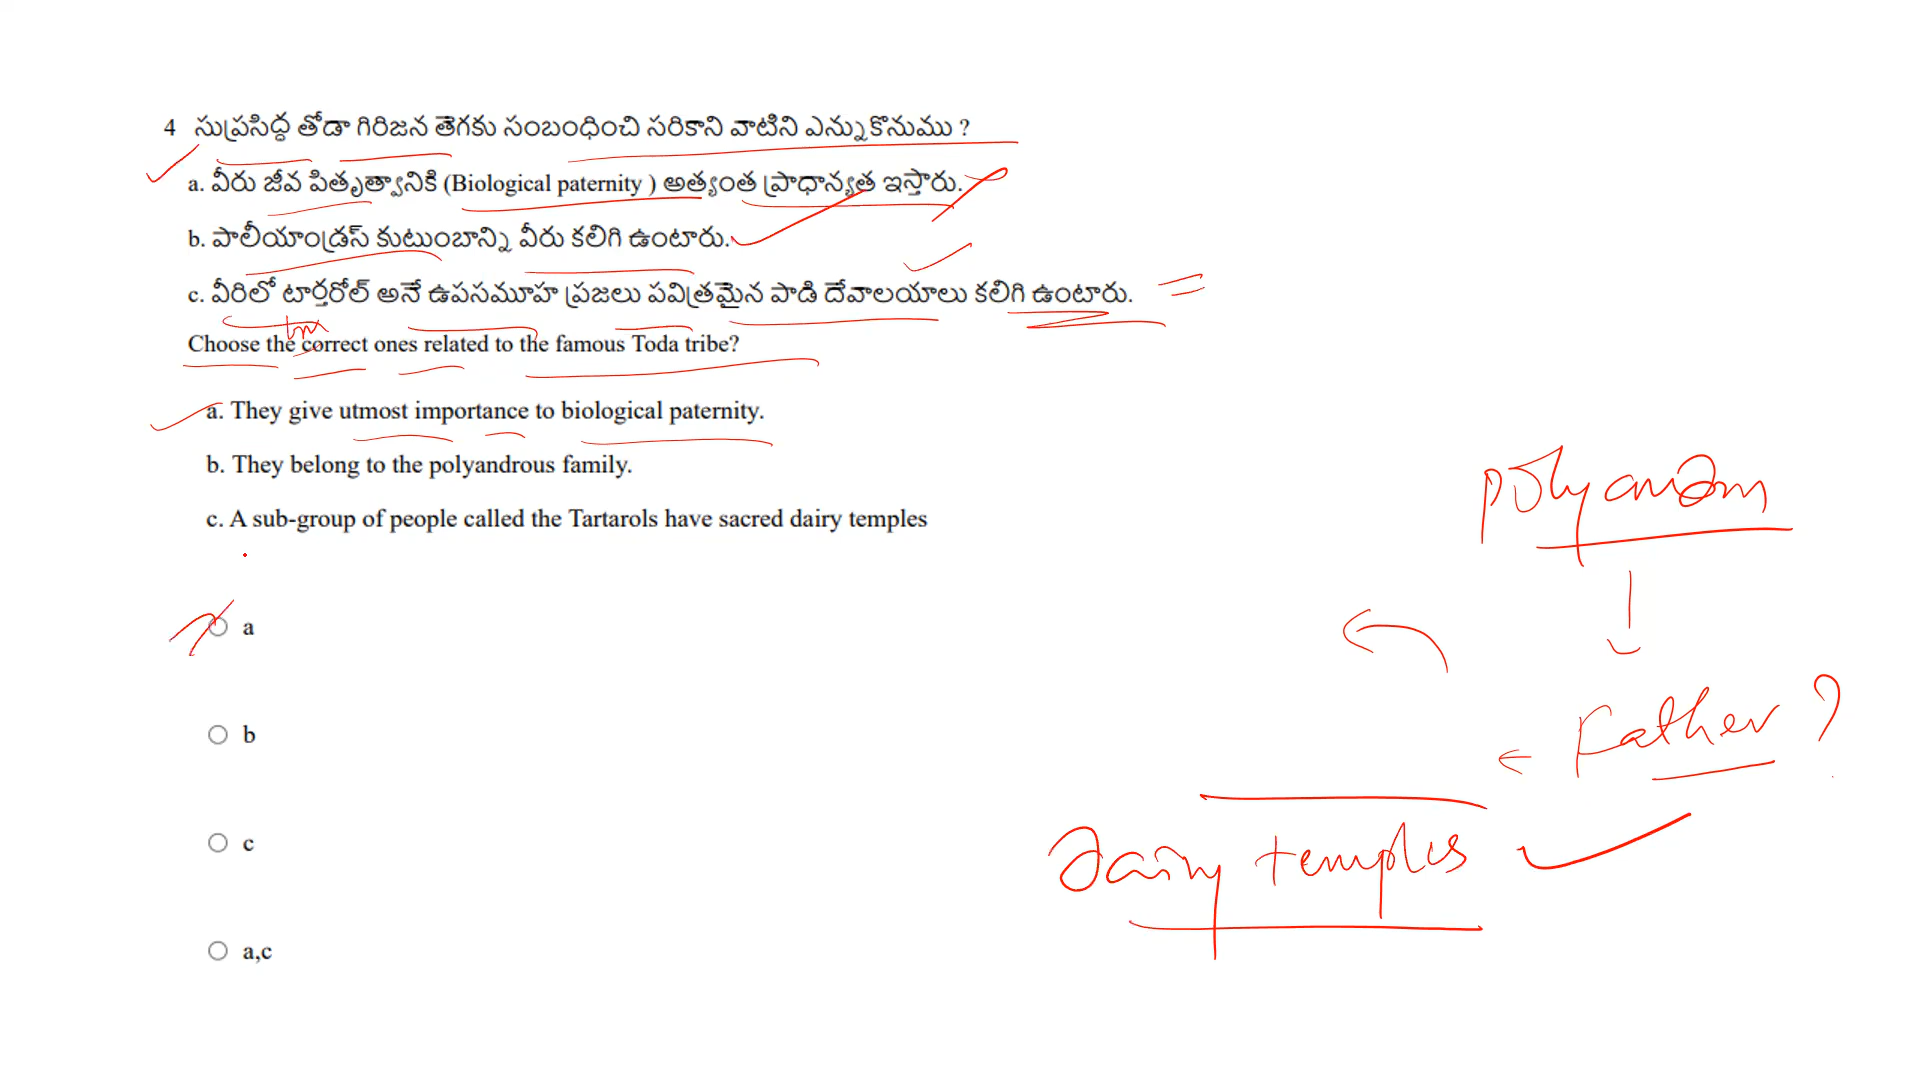 4 సుప్రసిద్ధ తోడా గిరిజన తెగకు సంబంధించి సరికాని వాటిని ఎన్నుకొనుము ?
a. వీరు జీవ పితృత్వానికి (Biological paternity ) అత్యంత ప్రాధాన్యత ఇస్తారు.
b. పాలీయాండ్రస్ కుటుంబాన్ని వీరు కలిగి ఉంటారు.
c. వీరిలో టార్తరోల్ అనే ఉపసమూహ ప్రజలు పవిత్రమైన పాడి దేవాలయాలు కలిగి ఉంటారు.
Choose the correct ones related to the famous Toda tribe?
a. They give utmost importance to biological paternity.
b. They belong to the polyandrous family.
c. A sub-group of people called the Tartarols have sacred dairy temples
a
b
c
a,c
Father ?
dairy temples